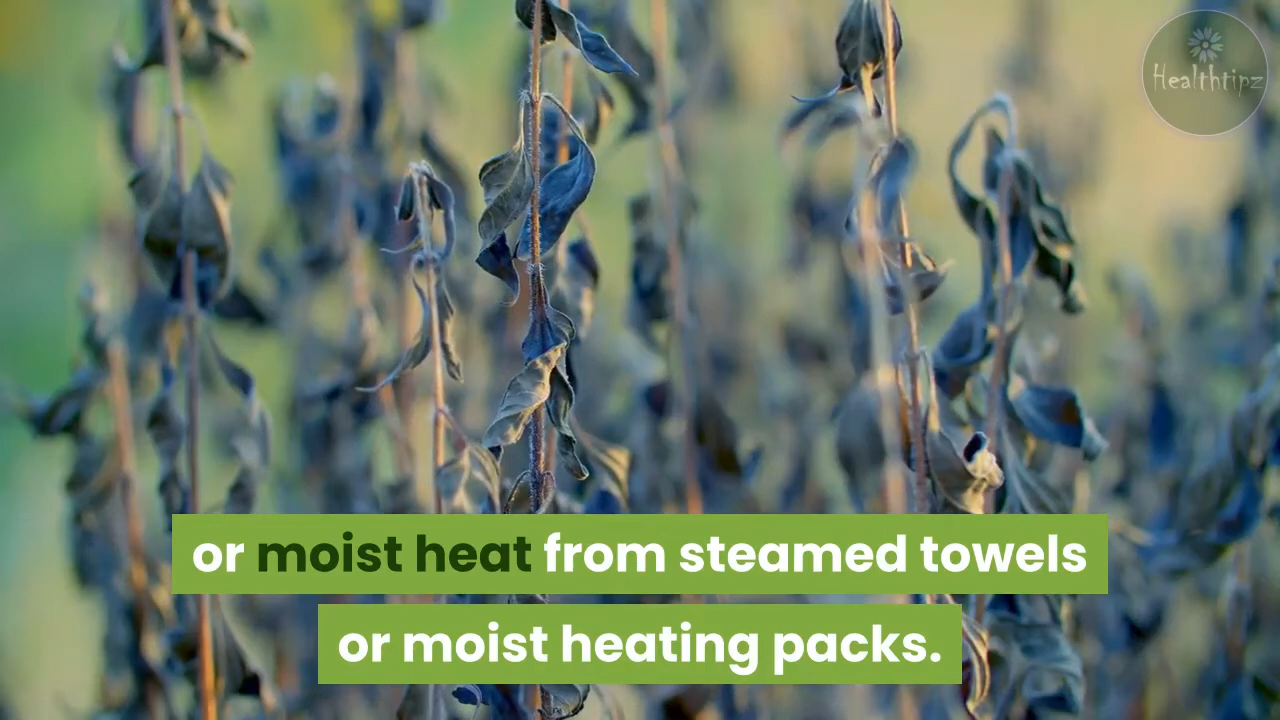 Healthtipz
or moist heat from steamed towels
or moist heating packs.